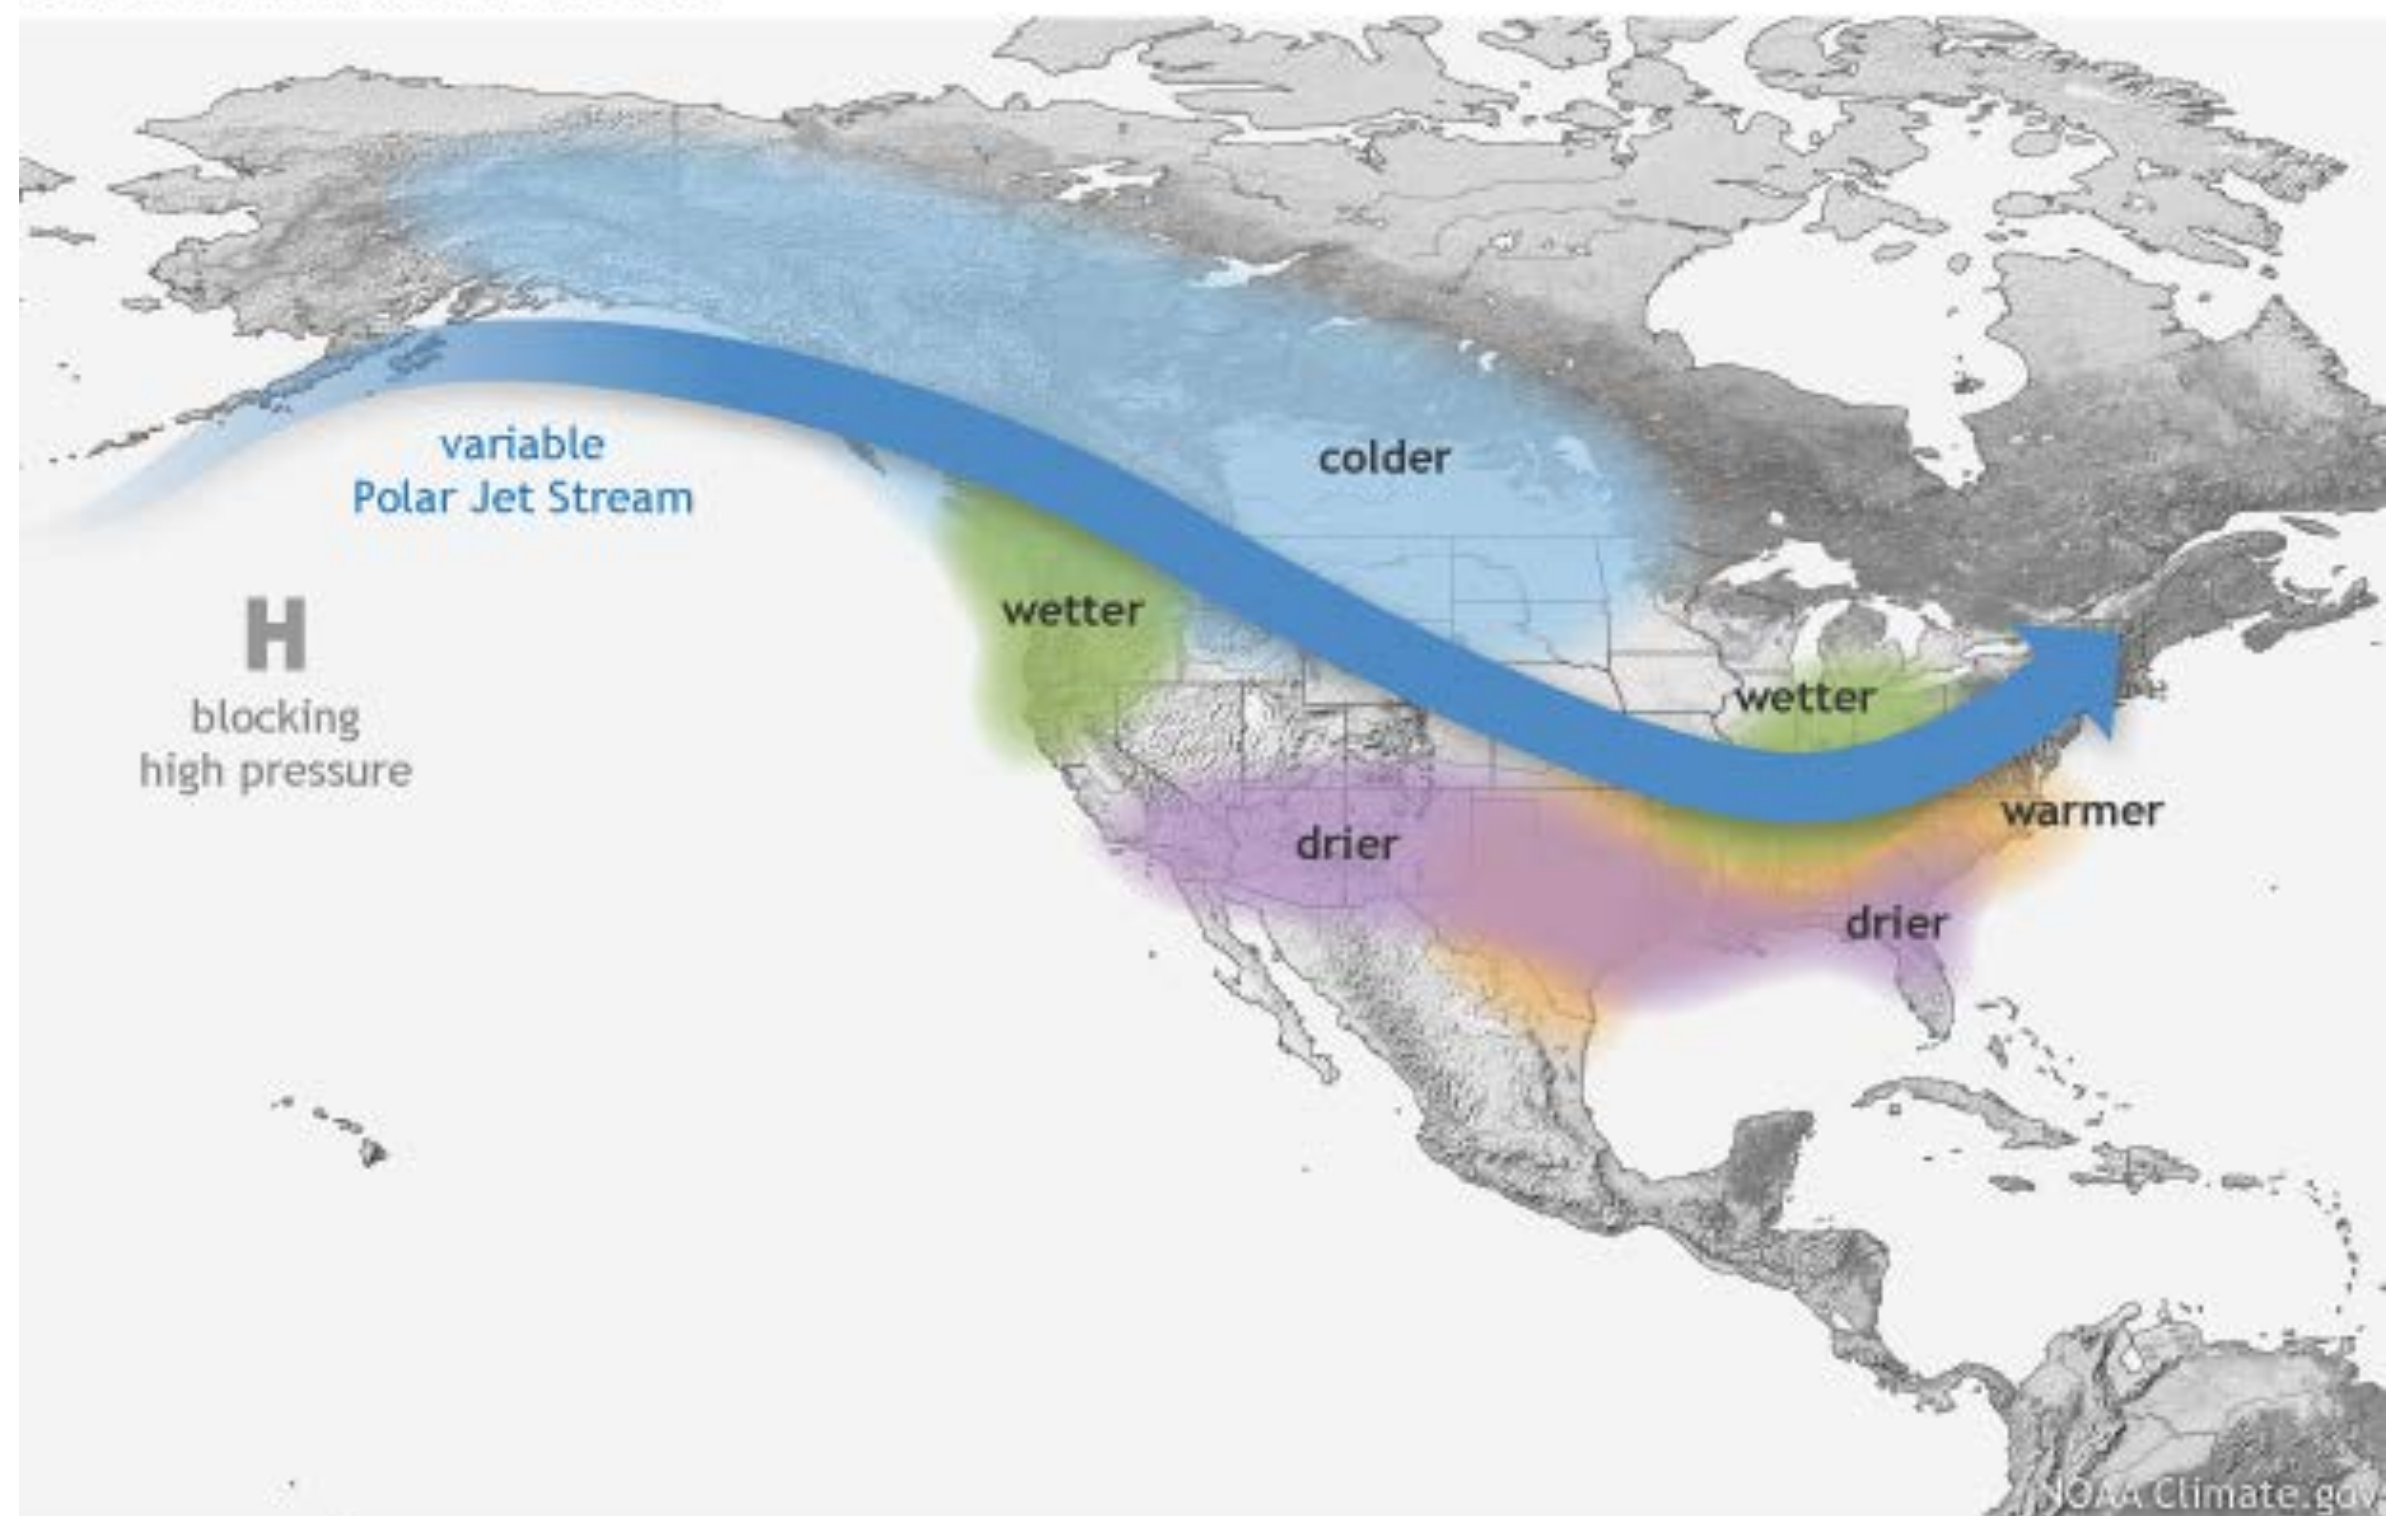 variable
Polar Jet Stream
colder
H
blocking
high pressure
wetter
wetter
warmer
drier
drier
NOAA Climate.gov